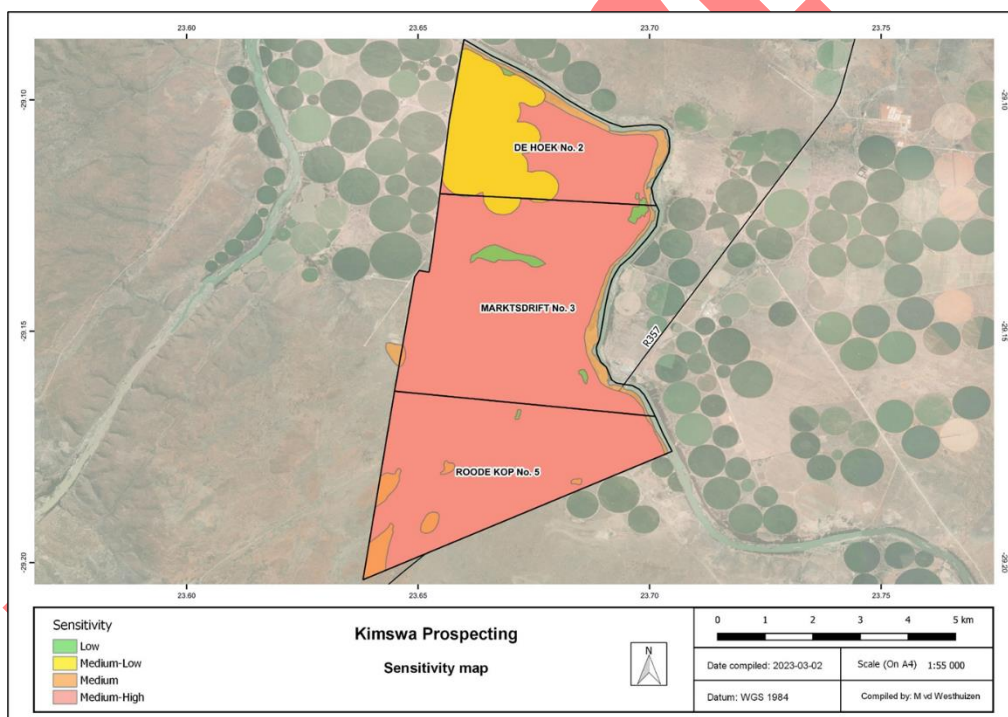 23.60 23.65 23.70 23.75
-29.10 -29.10
DE HOEK No. 2
MARKTSDRIFT No. 3
-29.15 -29.15
R357
ROODE KOP No. 5
-29.20 -29.20
23.60 23.65 23.70 23.75
Sensitivity
Low
Medium-Low
Medium
Medium-High
Kimswa Prospecting
Sensitivity map
N
0 1 2 3 4 5 km
Date compiled: 2023-03-02
Scale (On A4) 1:55 000
Datum: WGS 1984
Compiled by: M vd Westhuizen